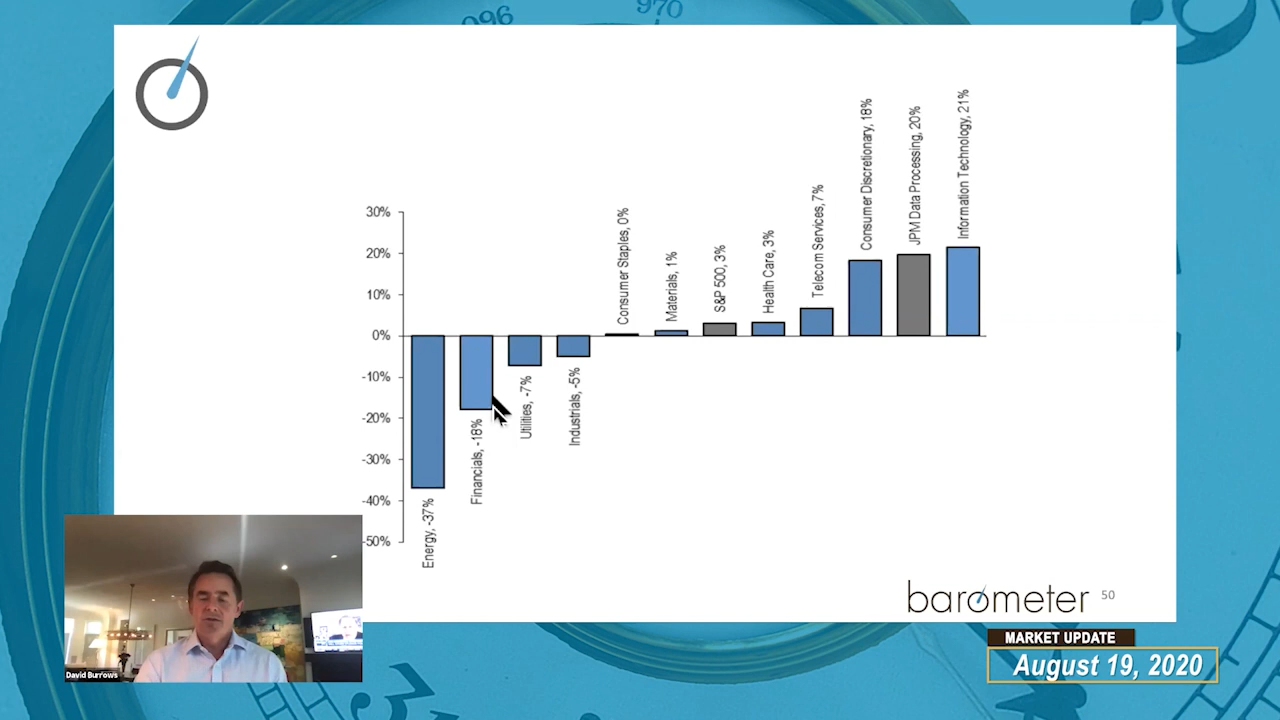 096
970
Energy, -37%
Financials, -18%
Utilities, -7%
Industrials, -5%
Consumer Staples, 0%
Materials, 1%
S&P 500, 3%
Health Care, 3%
Telecom Services, 7%
Consumer Discretionary, 18%
JPM Data Processing, 20%
Information Technology, 21%
30%
20%
10%
0%
-10%
-20%
-30%
-40%
-50%
barometer 50
David Burrows
MARKET UPDATE
August 19, 2020